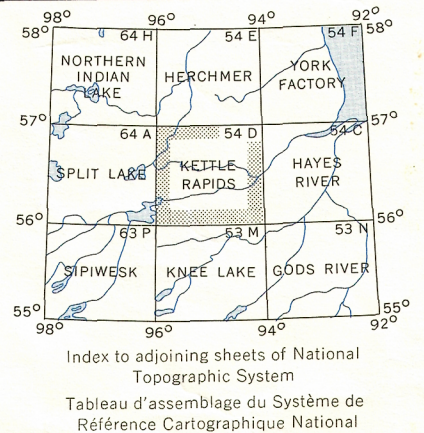 98° 96° 94° 92°
58° 64 H 54 E 54 F 58°
NORTHERN
INDIAN
LAKE
HERCHMER
YORK
FACTORY
57° 64 A 54 D 54 C 57°
SPLIT LAKE
KETTLE
RAPIDS
HAYES
RIVER
56° 63 P 53 M 53 N 56°
SIPIWESK KNEE LAKE GODS RIVER
55° 55°
98° 96° 94° 92°
Index to adjoining sheets of National
Topographic System
Tableau d'assemblage du Système de
Référence Cartographique National